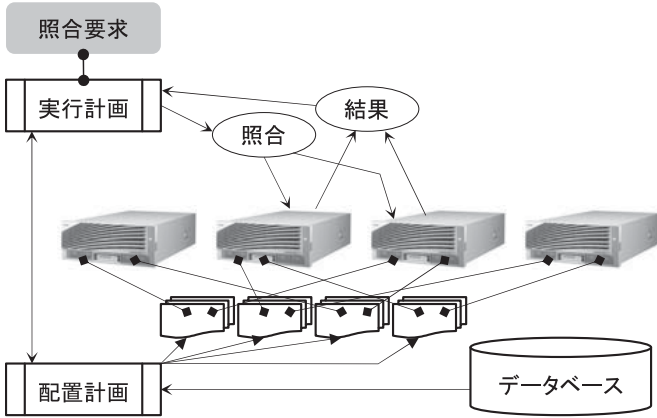 照合要求
実行計画
結果
照合
配置計画
データベース